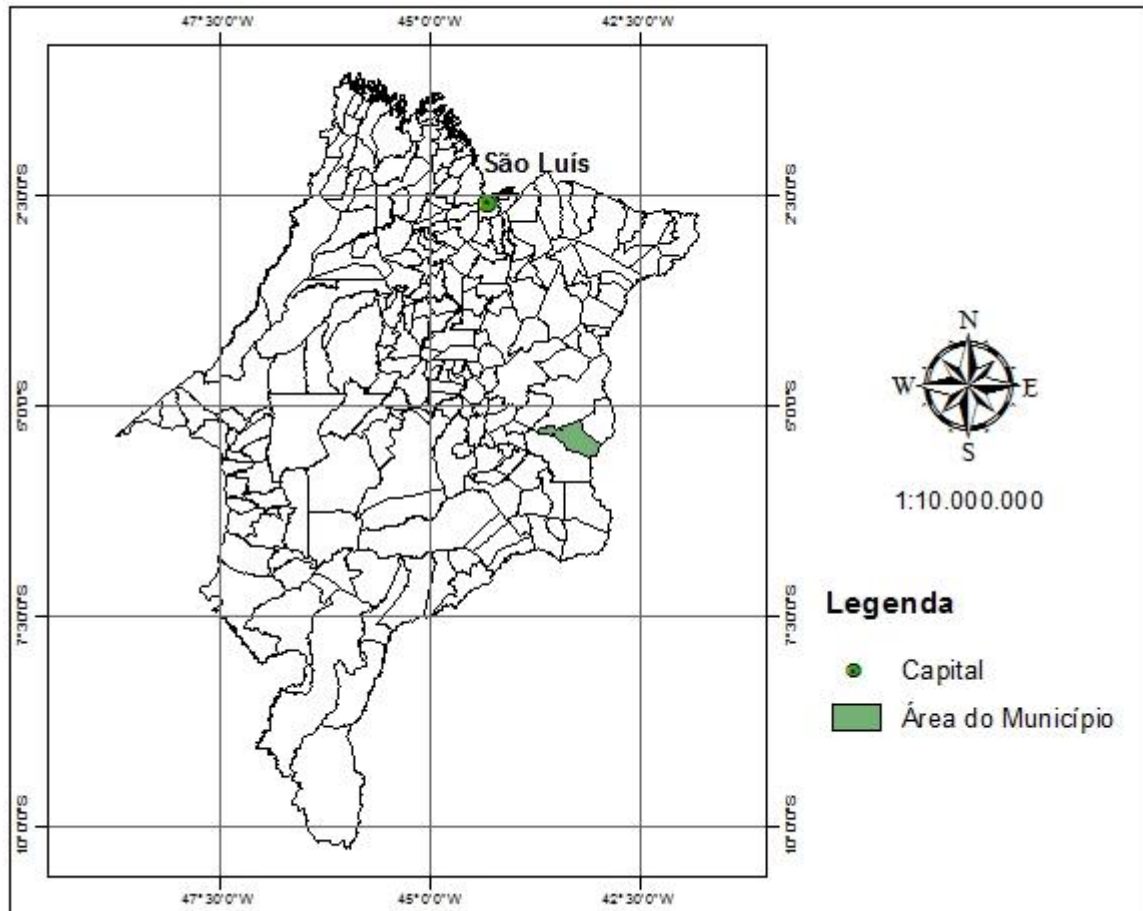 47°30'0"W 45°0'0"W 42°30'0"W
São Luís
2°30'0"S 2°30'0"S
5°0'0"S 5°0'0"S
N
W E
S
1:10.000.000
Legenda
7°30'0"S 7°30'0"S
Capital
Área do Município
10°0'0"S 10°0'0"S
47°30'0"W 45°0'0"W 42°30'0"W